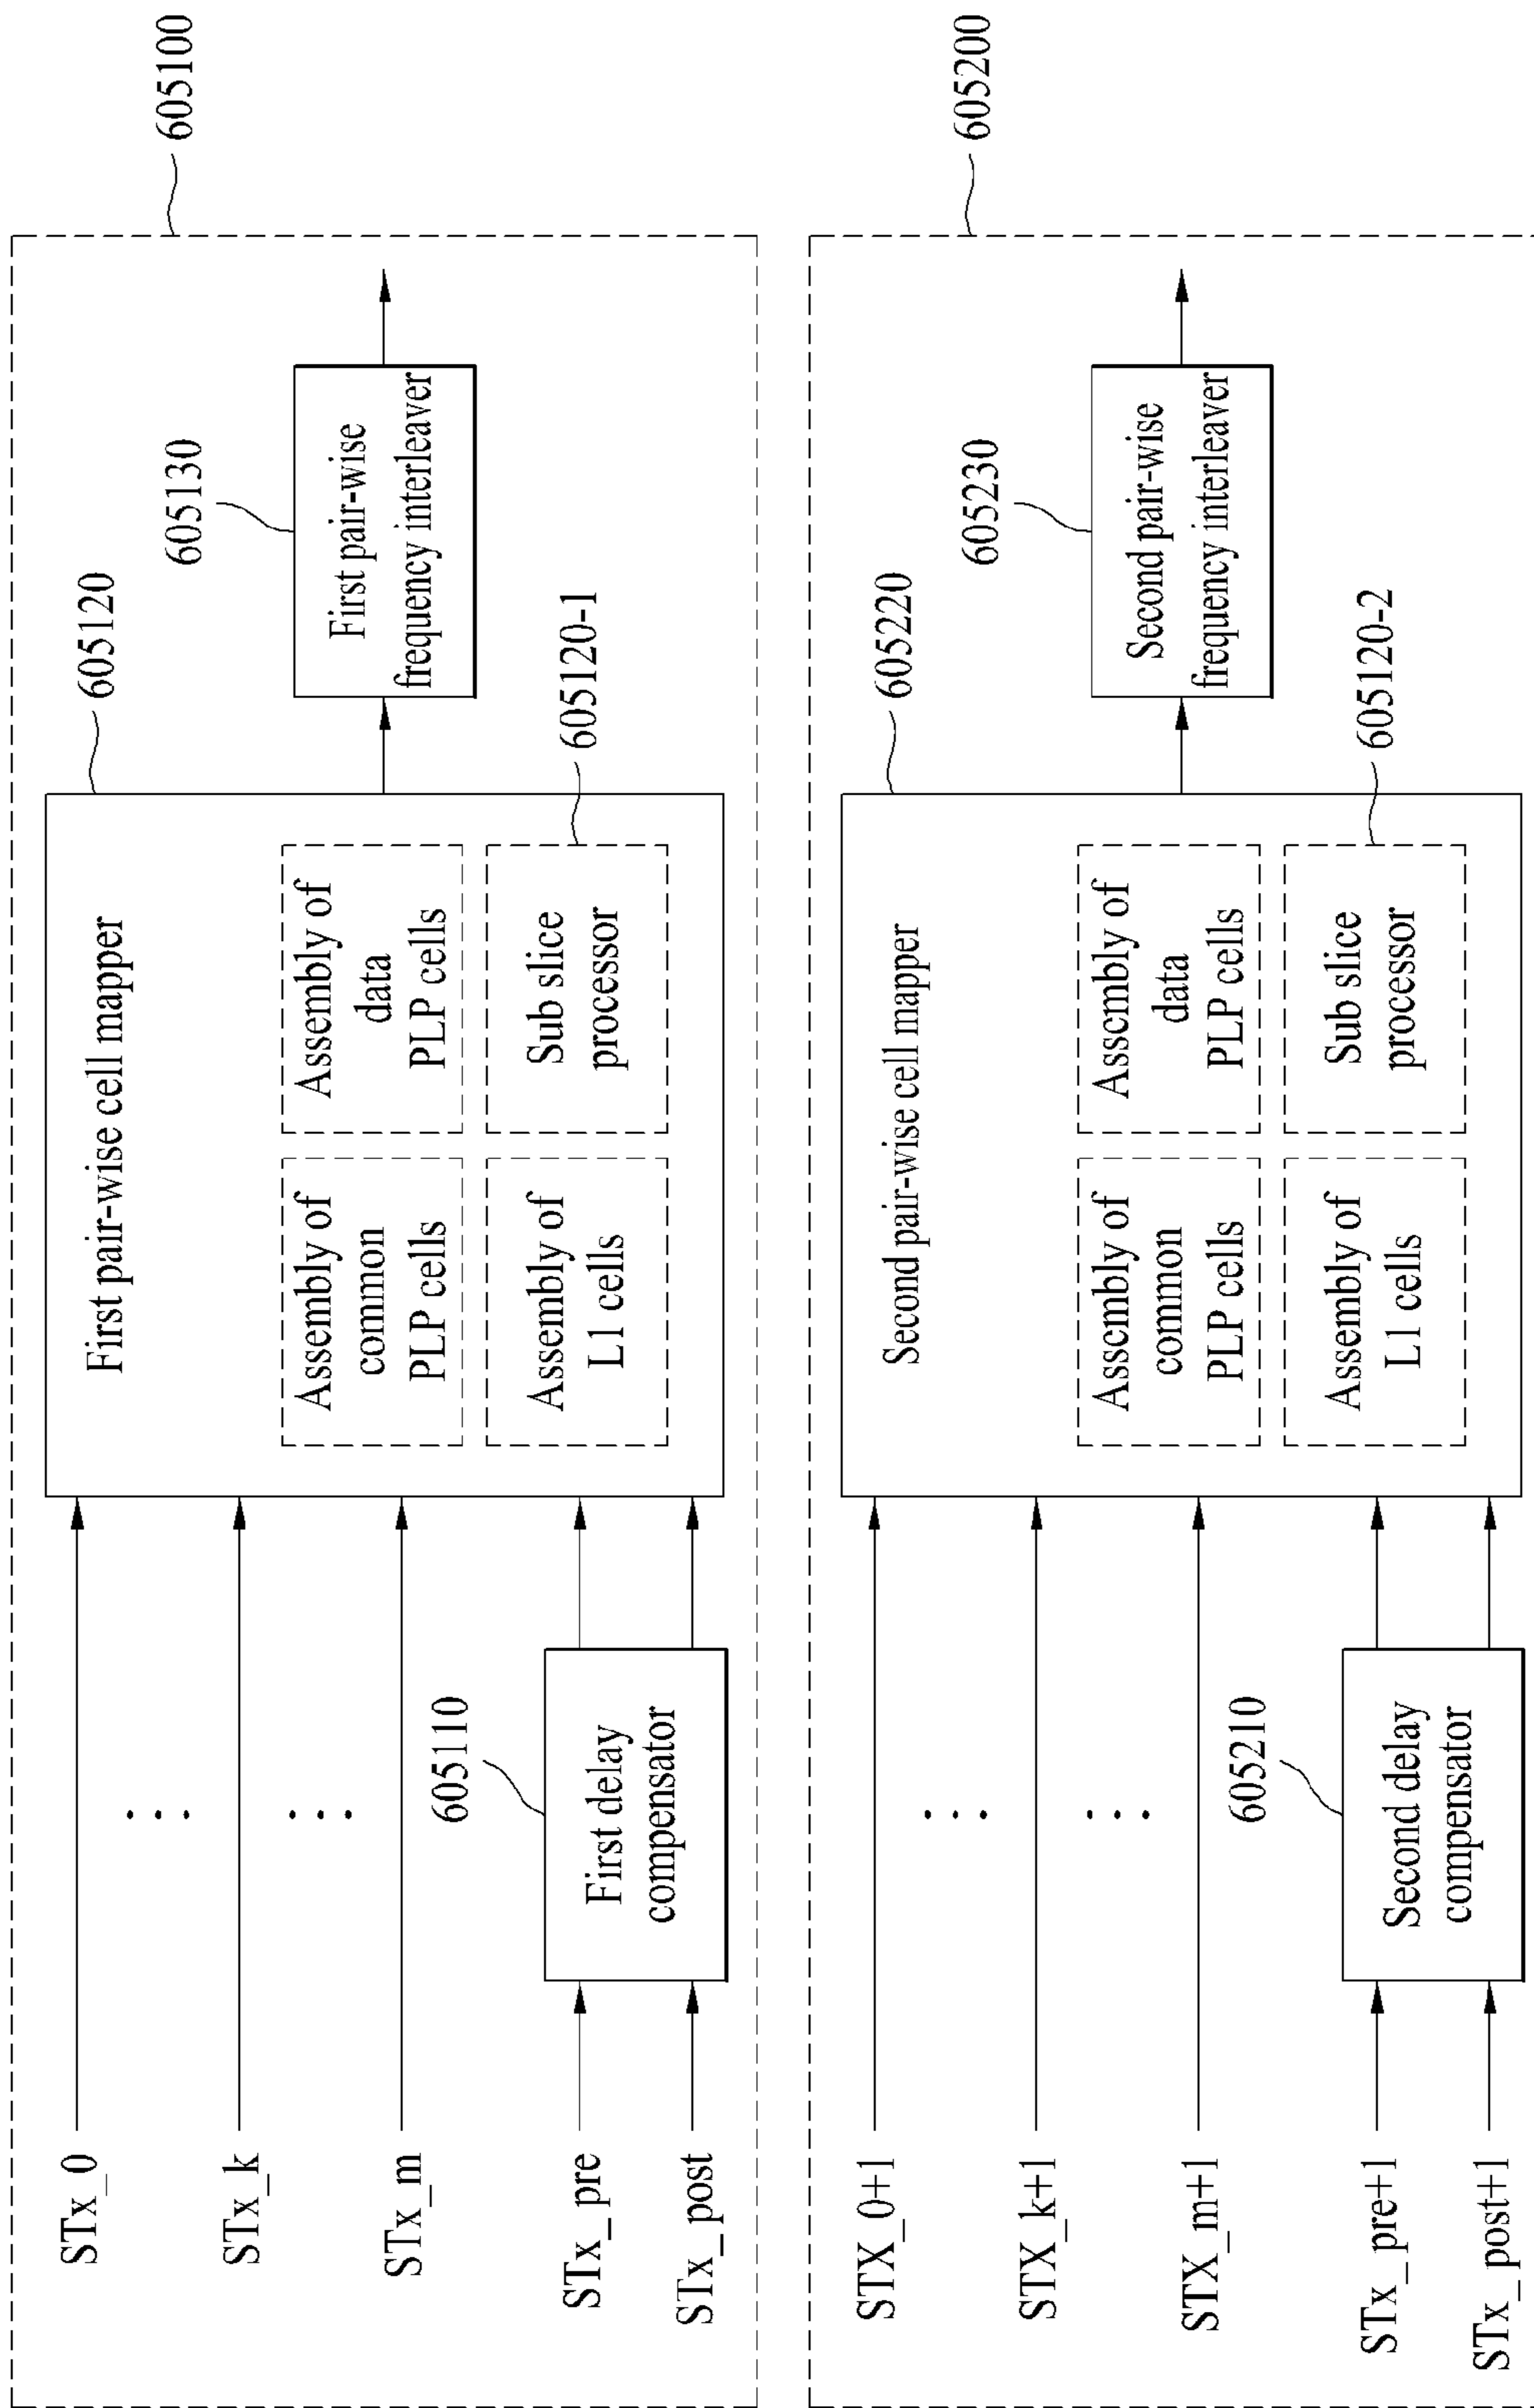 605100
605120
605130
First pair-wise cell mapper
First pair-wise
frequency interleaver
STx_0
STx_k
STx_m
STx_pre
STx_post
605110
First delay
compensator
Assembly of
common
PLP cells
Assembly of
data
PLP cells
Assembly of
L1 cells
Sub slice
processor
605120-1
605200
605220
605230
Second pair-wise cell mapper
Second pair-wise
frequency interleaver
STX_0+1
STX_k+1
STX_m+1
STx_pre+1
STx_post+1
605210
Second delay
compensator
Assembly of
common
PLP cells
Assembly of
data
PLP cells
Assembly of
L1 cells
Sub slice
processor
605120-2